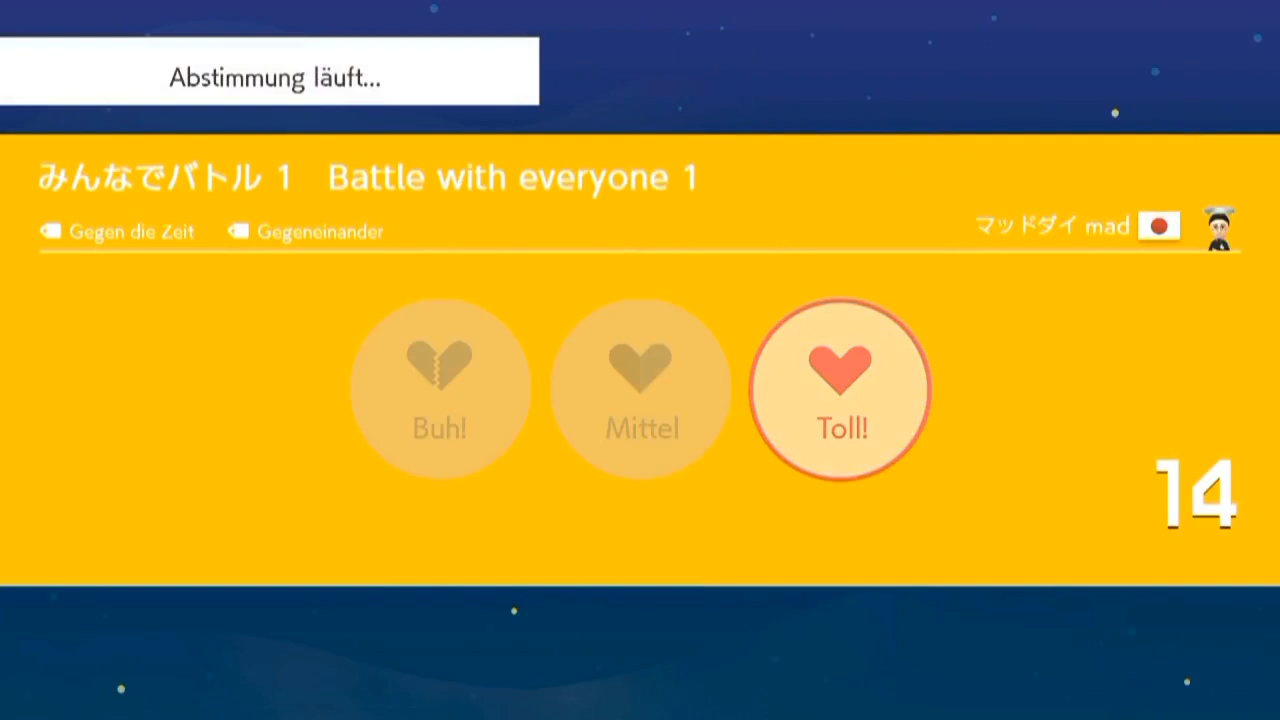 Abstimmung läuft...
みんなでバトル 1　Battle with everyone 1
Gegen die Zeit Gegeneinander
マッドダイ mad
Buh! Mittel Toll!
14